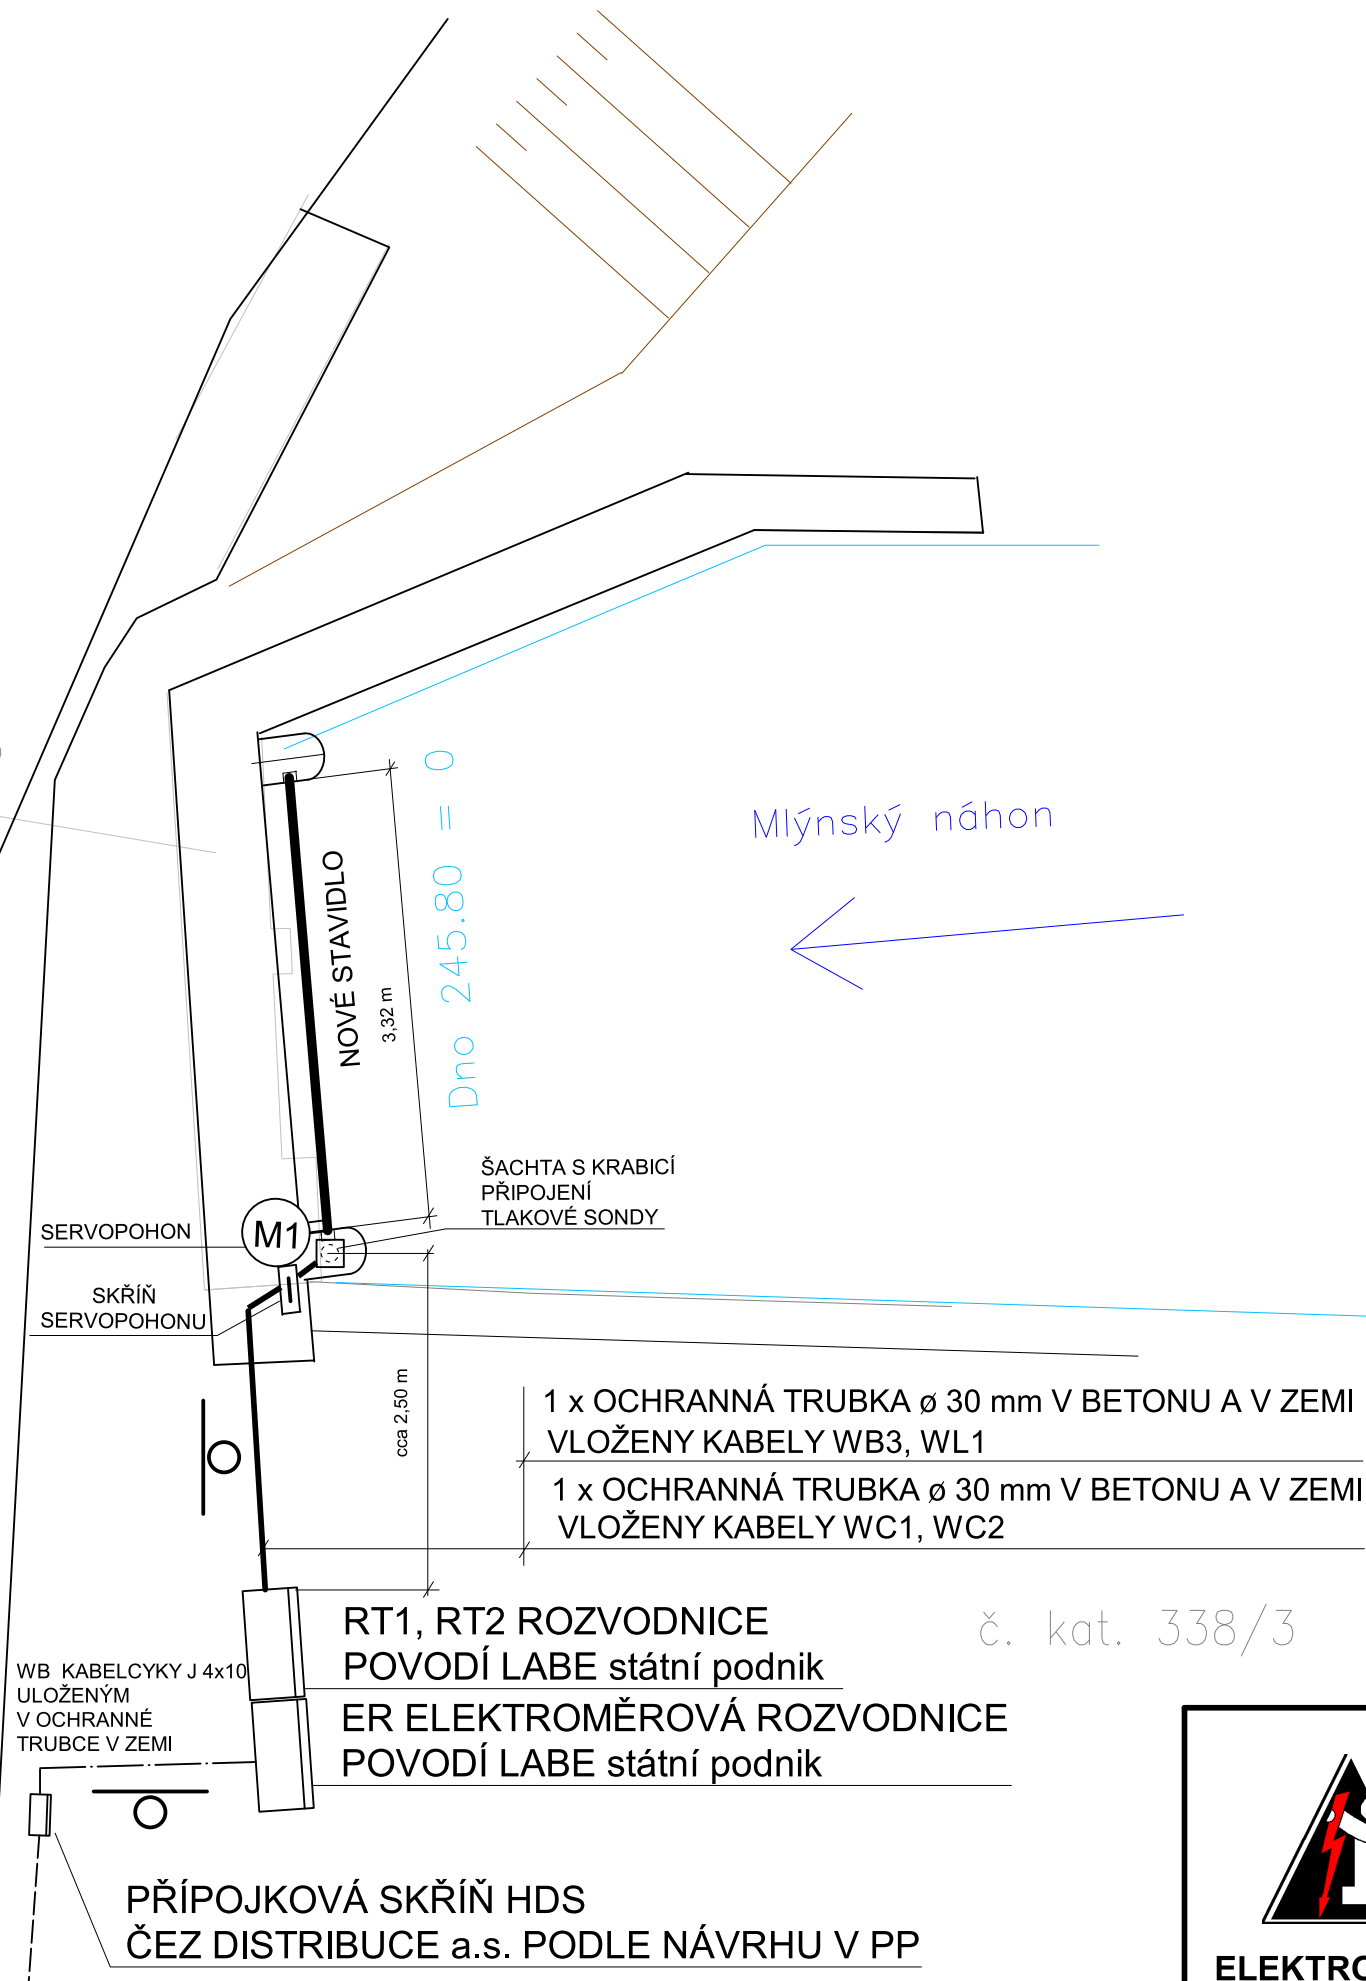 Mlýnský náhon
Dno 245.80 = 0
NOVÉ STAVIDLO
3,32 m
ŠACHTA S KRABICÍ
PŘIPOJENÍ
TLAKOVÉ SONDY
SERVOPOHON
M1
SKŘÍŇ
SERVOPOHONU
cca 2,50 m
1 x OCHRANNÁ TRUBKA ø 30 mm V BETONU A V ZEMI
VLOŽENY KABELY WB3, WL1
1 x OCHRANNÁ TRUBKA ø 30 mm V BETONU A V ZEMI
VLOŽENY KABELY WC1, WC2
RT1, RT2 ROZVODNICE
POVODÍ LABE státní podnik
č. kat. 338/3
WB KABELCYKY J 4x10
ULOŽENÝM
V OCHRANNÉ
TRUBCE V ZEMI
ER ELEKTROMĚROVÁ ROZVODNICE
POVODÍ LABE státní podnik
PŘÍPOJKOVÁ SKŘÍŇ HDS
ČEZ DISTRIBUCE a.s. PODLE NÁVRHU V PP